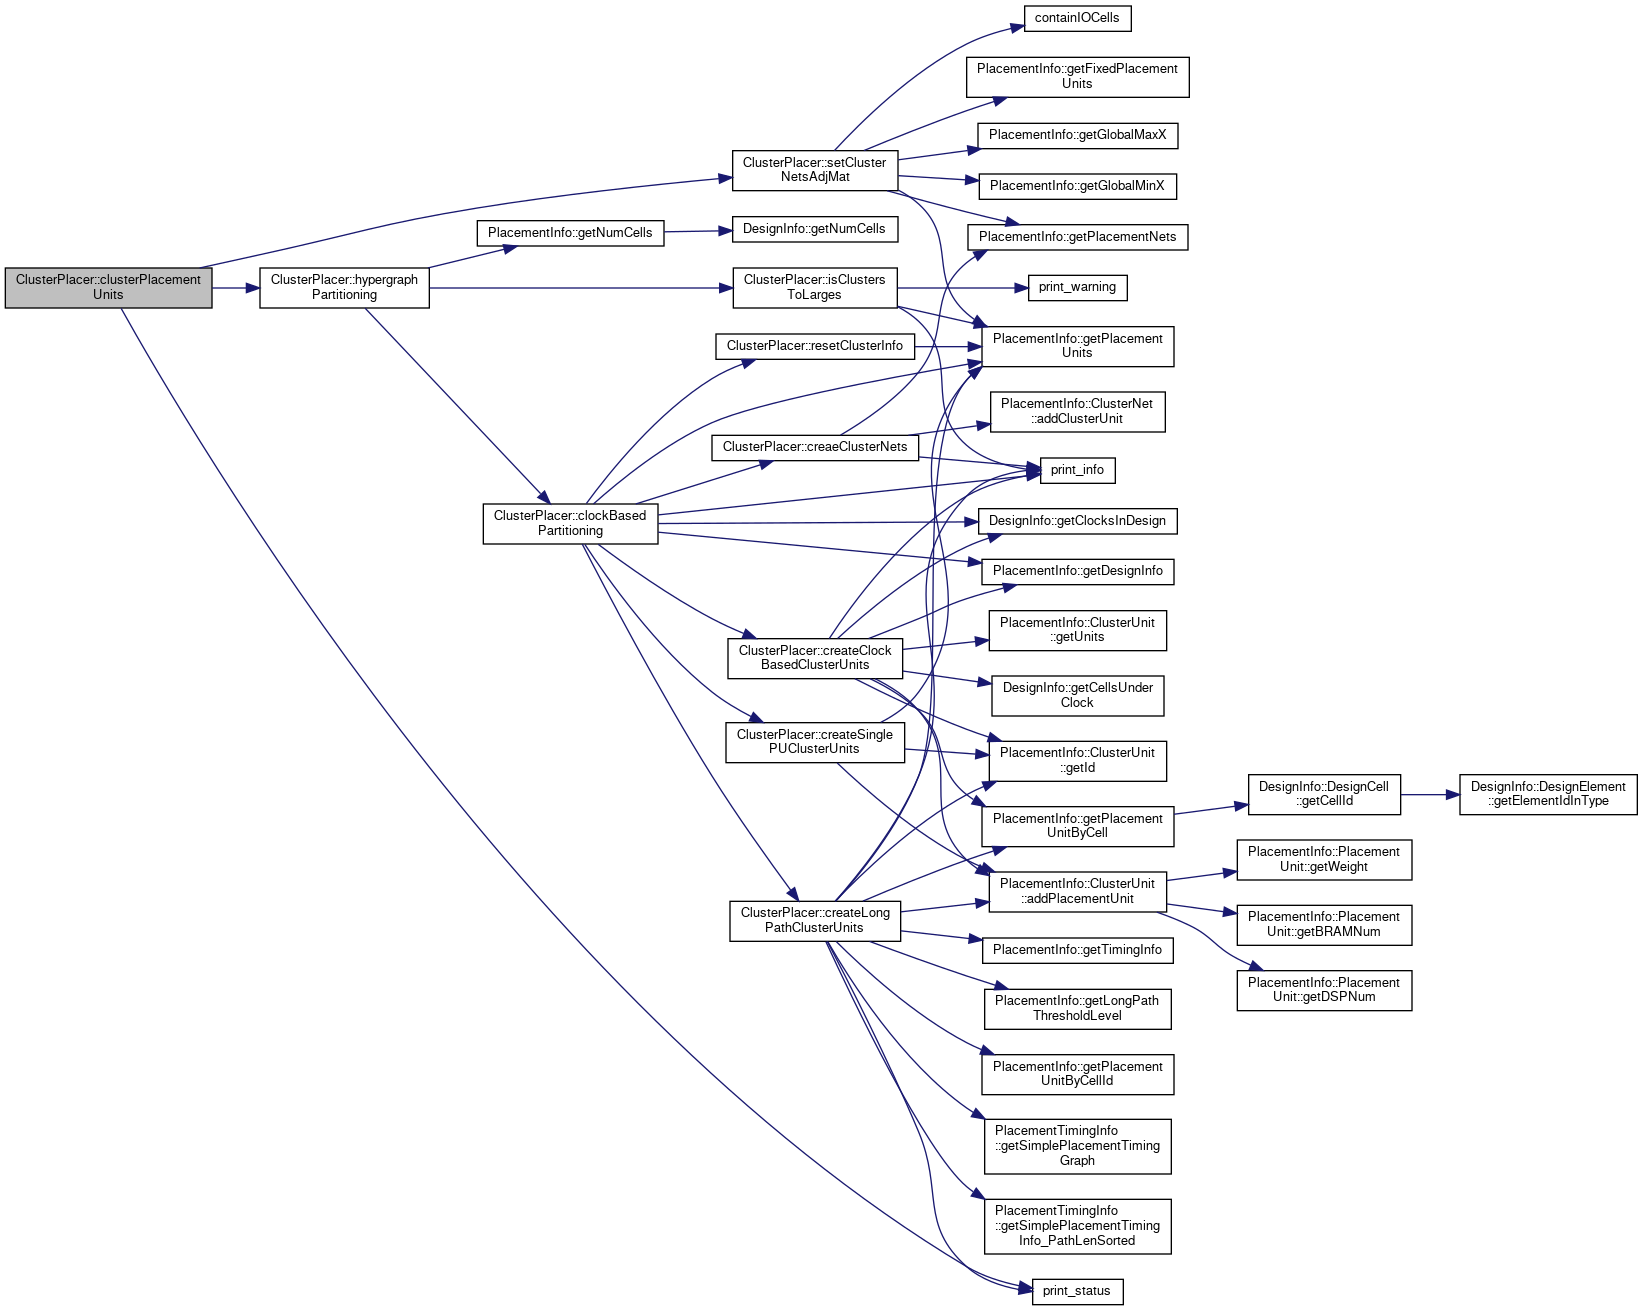 ClusterPlacer::clusterPlacement
Units
ClusterPlacer::hypergraph
Partitioning
PlacementInfo::getNumCells
ClusterPlacer::clockBased
Partitioning
ClusterPlacer::setCluster
NetsAdjMat
DesignInfo::getNumCells
ClusterPlacer::isClusters
ToLarges
ClusterPlacer::resetClusterInfo
ClusterPlacer::creaeClusterNets
ClusterPlacer::createClock
BasedClusterUnits
ClusterPlacer::createSingle
PUClusterUnits
ClusterPlacer::createLong
PathClusterUnits
containIOCells
PlacementInfo::getFixedPlacement
Units
PlacementInfo::getGlobalMaxX
PlacementInfo::getGlobalMinX
PlacementInfo::getPlacementNets
print_warning
PlacementInfo::getPlacement
Units
PlacementInfo::ClusterNet
::addClusterUnit
print_info
DesignInfo::getClocksInDesign
PlacementInfo::getDesignInfo
PlacementInfo::ClusterUnit
::getUnits
DesignInfo::getCellsUnder
Clock
PlacementInfo::ClusterUnit
::getId
PlacementInfo::getPlacement
UnitByCell
PlacementInfo::ClusterUnit
::addPlacementUnit
PlacementInfo::getTimingInfo
PlacementInfo::getLongPath
ThresholdLevel
PlacementInfo::getPlacement
UnitByCellId
PlacementTimingInfo
::getSimplePlacementTiming
Graph
PlacementTimingInfo
::getSimplePlacementTiming
Info_PathLenSorted
print_status
DesignInfo::DesignCell
::getCellId
PlacementInfo::Placement
Unit::getWeight
PlacementInfo::Placement
Unit::getBRAMNum
PlacementInfo::Placement
Unit::getDSPNum
DesignInfo::DesignElement
::getElementIdInType